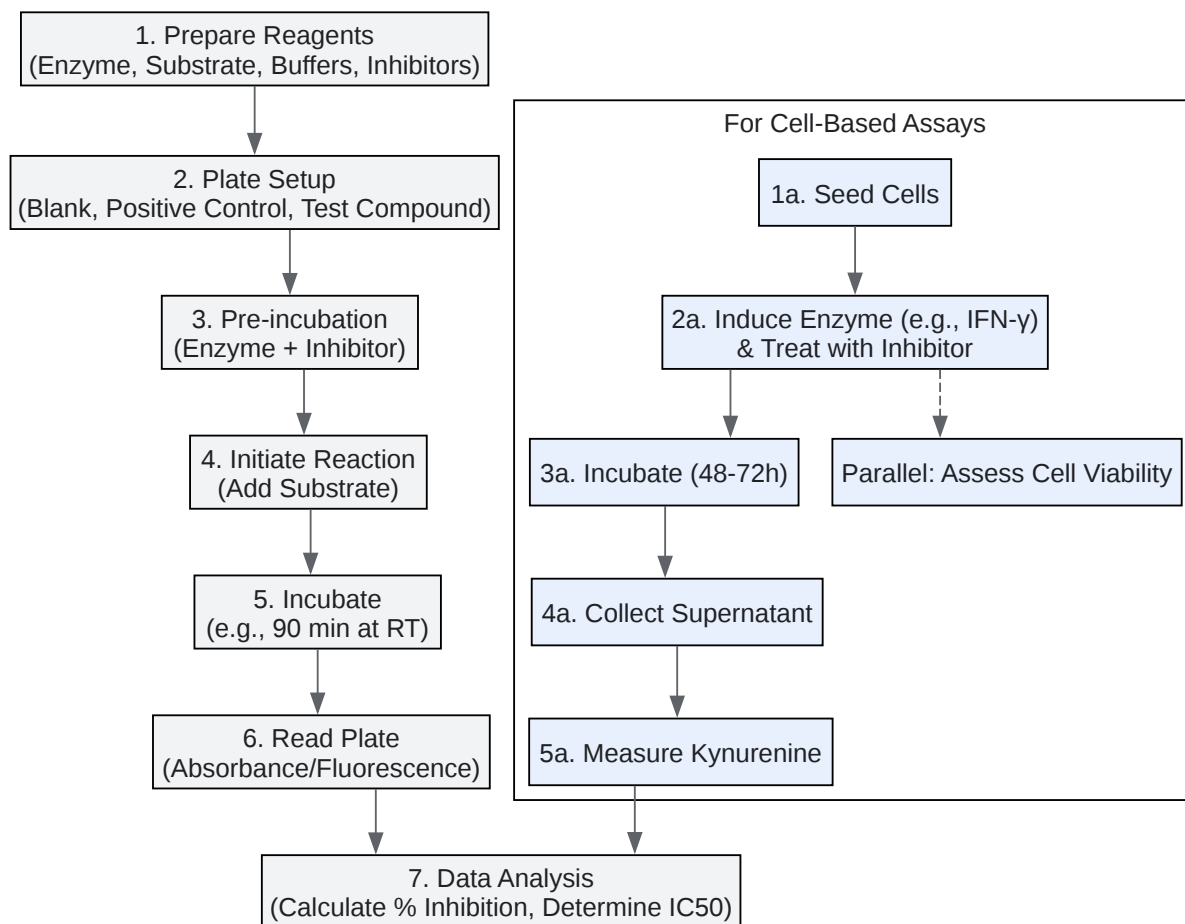 1. Prepare Reagents
(Enzyme, Substrate, Buffers, Inhibitors)
2. Plate Setup
(Blank, Positive Control, Test Compound)
3. Pre-incubation
(Enzyme + Inhibitor)
4. Initiate Reaction
(Add Substrate)
5. Incubate
(e.g., 90 min at RT)
6. Read Plate
(Absorbance/Fluorescence)
For Cell-Based Assays
1a. Seed Cells
2a. Induce Enzyme (e.g., IFN-γ)
& Treat with Inhibitor
3a. Incubate (48-72h)
Parallel: Assess Cell Viability
4a. Collect Supernatant
5a. Measure Kynurenine
7. Data Analysis
(Calculate % Inhibition, Determine IC50)